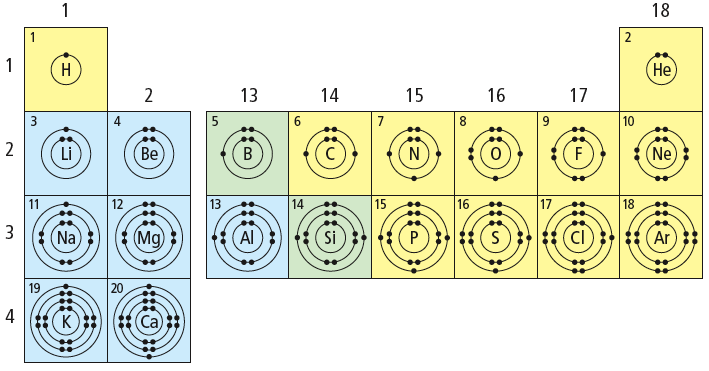 1 18
1 2
H He
1 2 13 14 15 16 17
3 4 5 6 7 8 9 10
2 Li Be B C N O F Ne
11 12 13 14 15 16 17 18
3 Na Mg Al Si P S Cl Ar
19 20
4 K Ca